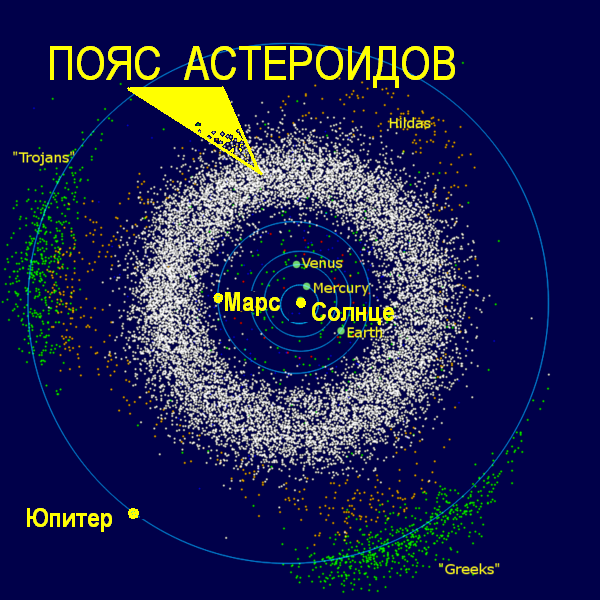 ПОЯС АСТЕРОИДОВ
Hildas
"Trojans"
Venus
Mercury
Марс
Солнце
Earth
Юпитер
"Greeks"